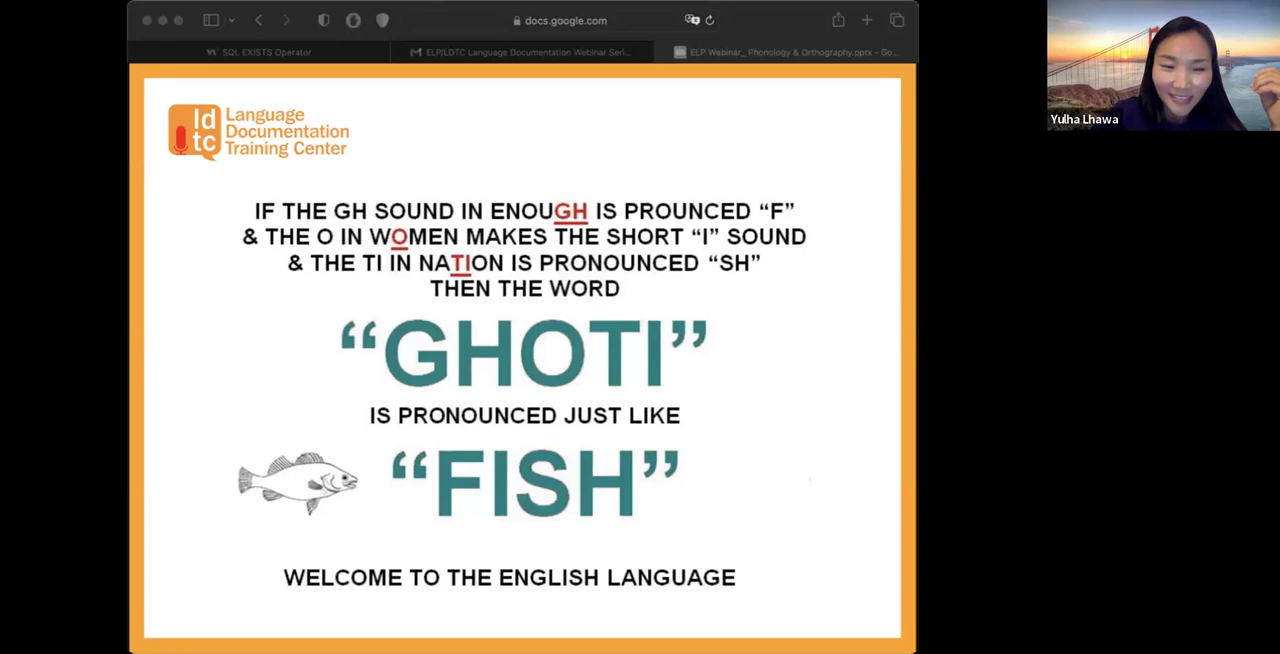 docs.google.com
SQL EXISTS Operator
ELP/LDTC Language Documentation Webinar Seri...
ELP Webinar_ Phonology & Orthography.pptx - Go...
Yulha Lhawa
ld
tc
Language
Documentation
Training Center
IF THE GH SOUND IN ENOUGH IS PROUNCED “F”
& THE O IN WOMEN MAKES THE SHORT “I” SOUND
& THE TI IN NATION IS PRONOUNCED “SH”
THEN THE WORD
“GHOTI”
IS PRONOUNCED JUST LIKE
“FISH”
WELCOME TO THE ENGLISH LANGUAGE